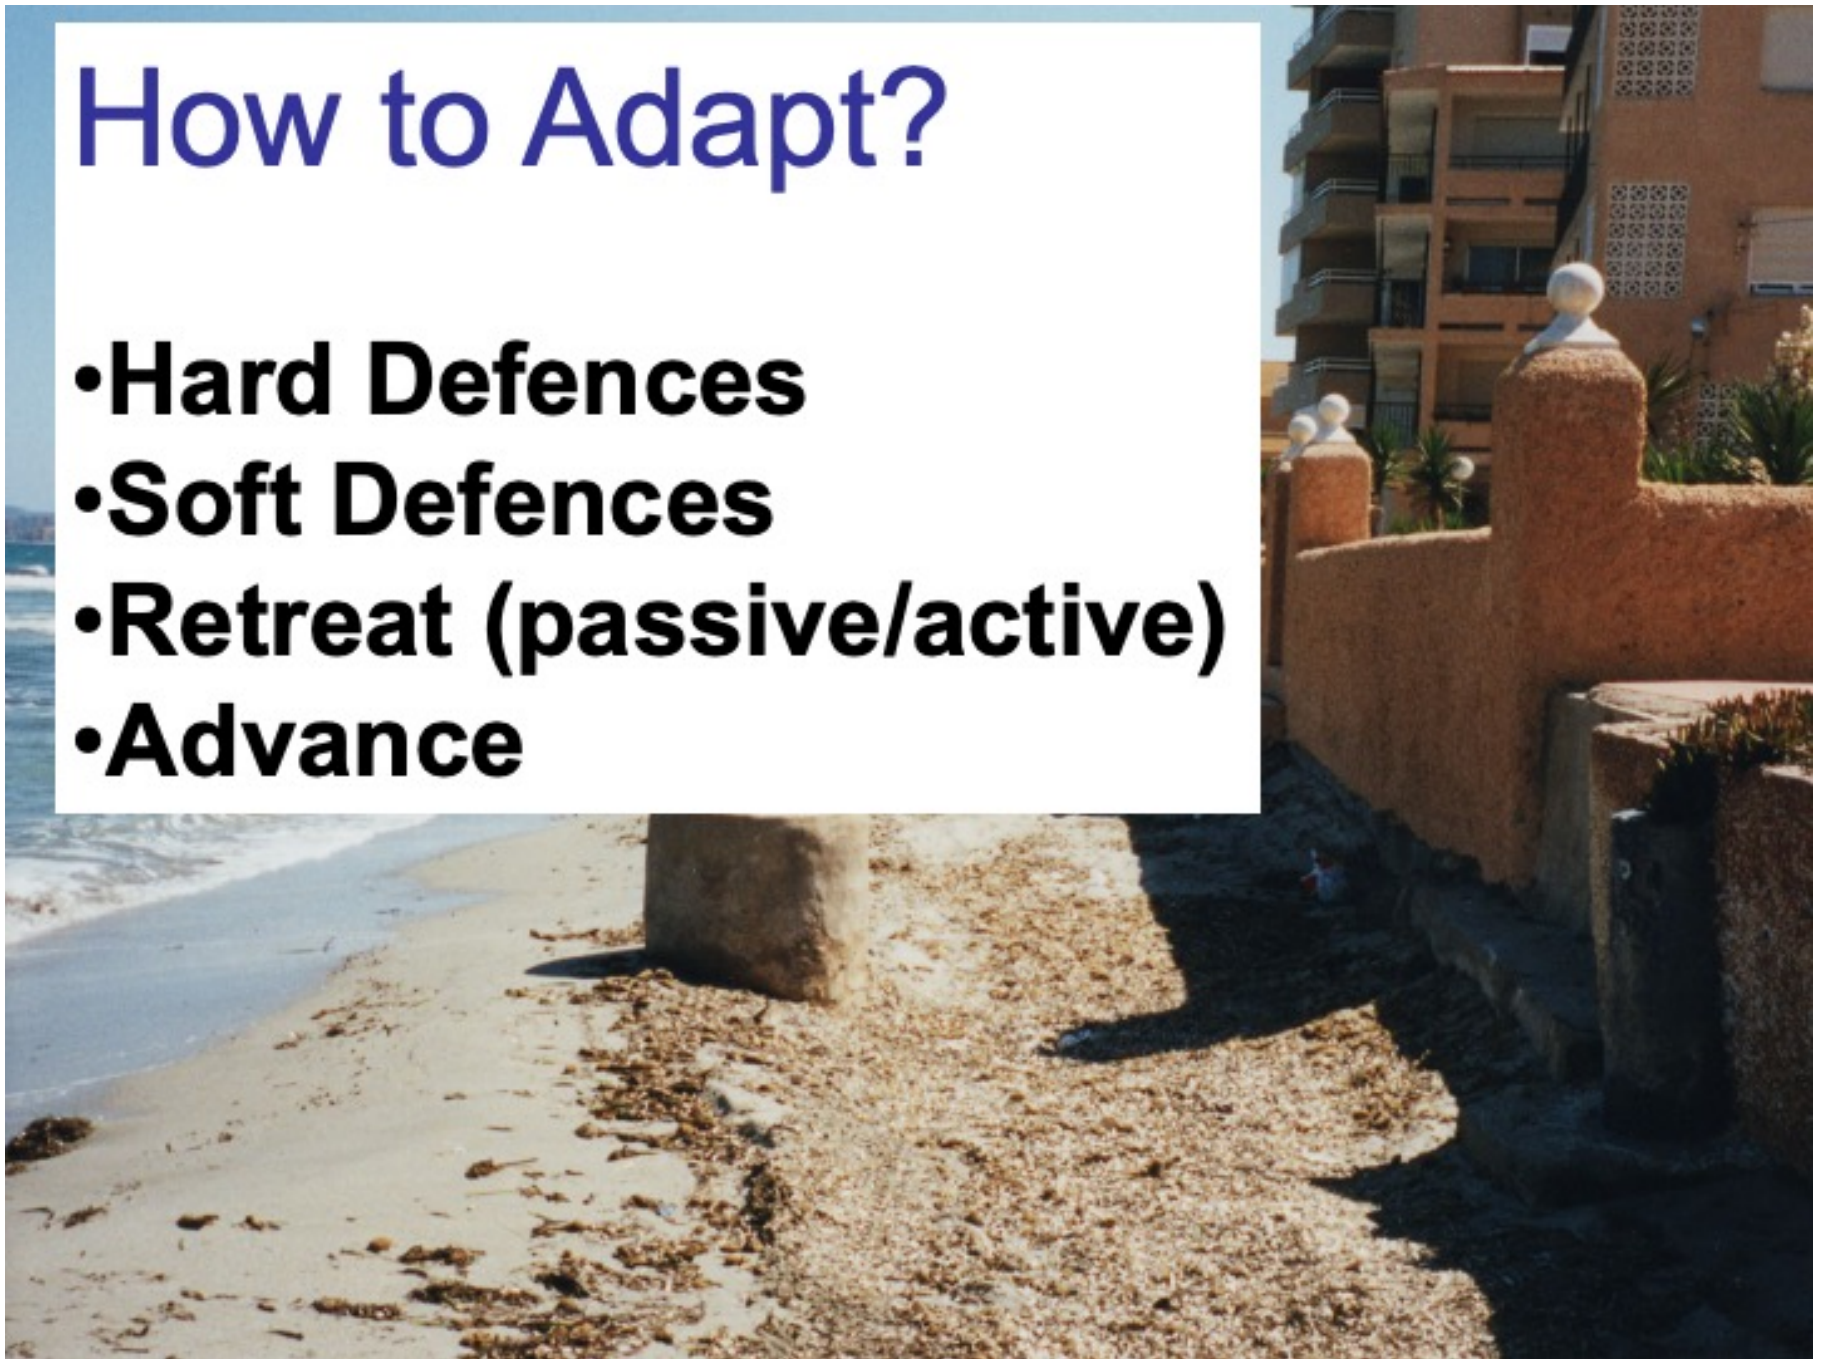 How to Adapt?
•Hard Defences
•Soft Defences
•Retreat (passive/active)
•Advance